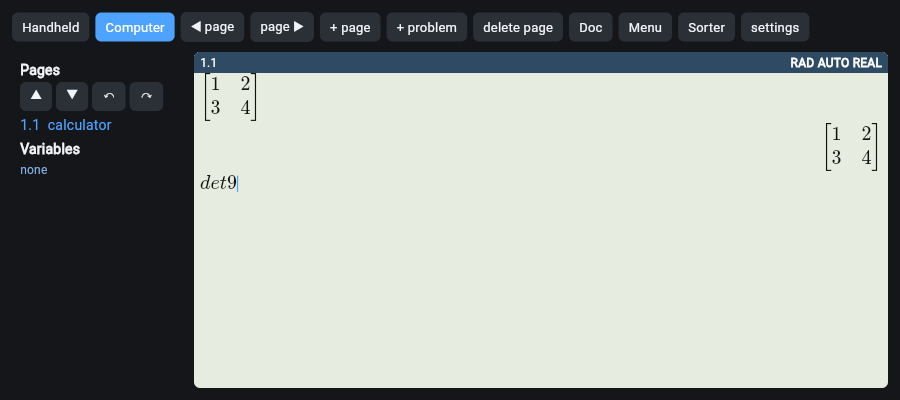 Handheld Computer ◀ page page ▶ + page + problem delete page Doc Menu Sorter settings
Pages
▲ ▼ ↶ ↷
1.1 calculator
Variables
none
1.1 RAD AUTO REAL
[1 2
3 4]
[1 2
3 4]
det9